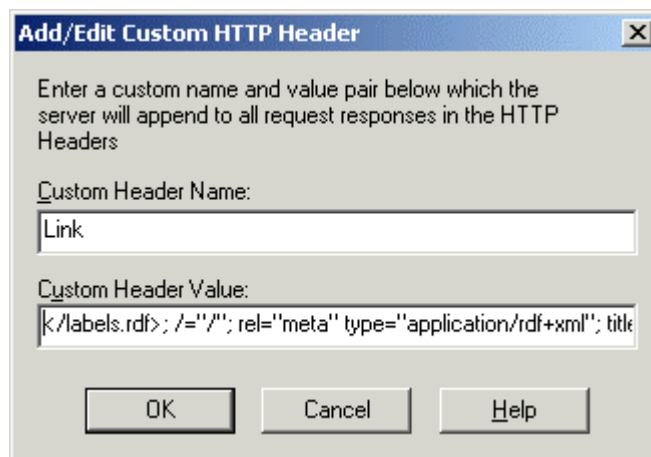 Add/Edit Custom HTTP Header
Enter a custom name and value pair below which the
server will append to all request responses in the HTTP
Headers
Custom Header Name:
Link
Custom Header Value:
</labels.rdf>; /="/"; rel="meta" type="application/rdf+xml"; title
OK Cancel Help